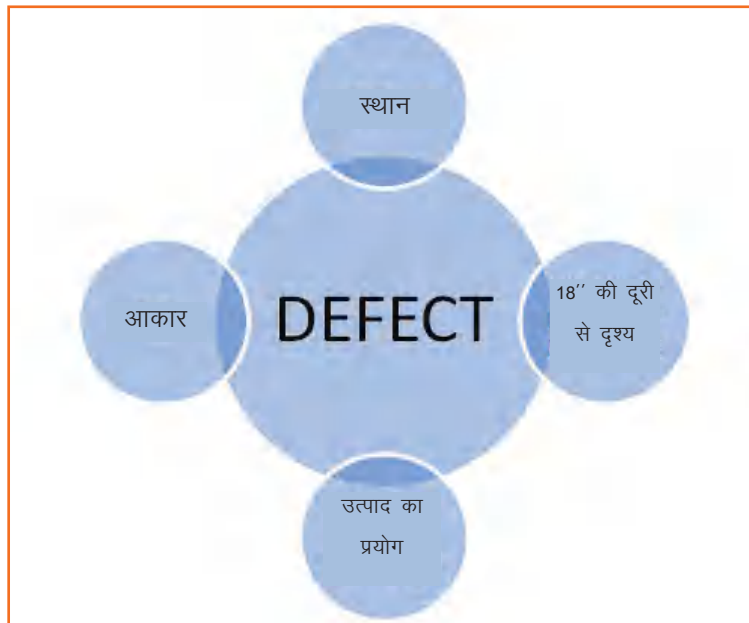 स्थान
आकार
DEFECT
18'' की दूरी
से दृश्य
उत्पाद का
प्रयोग